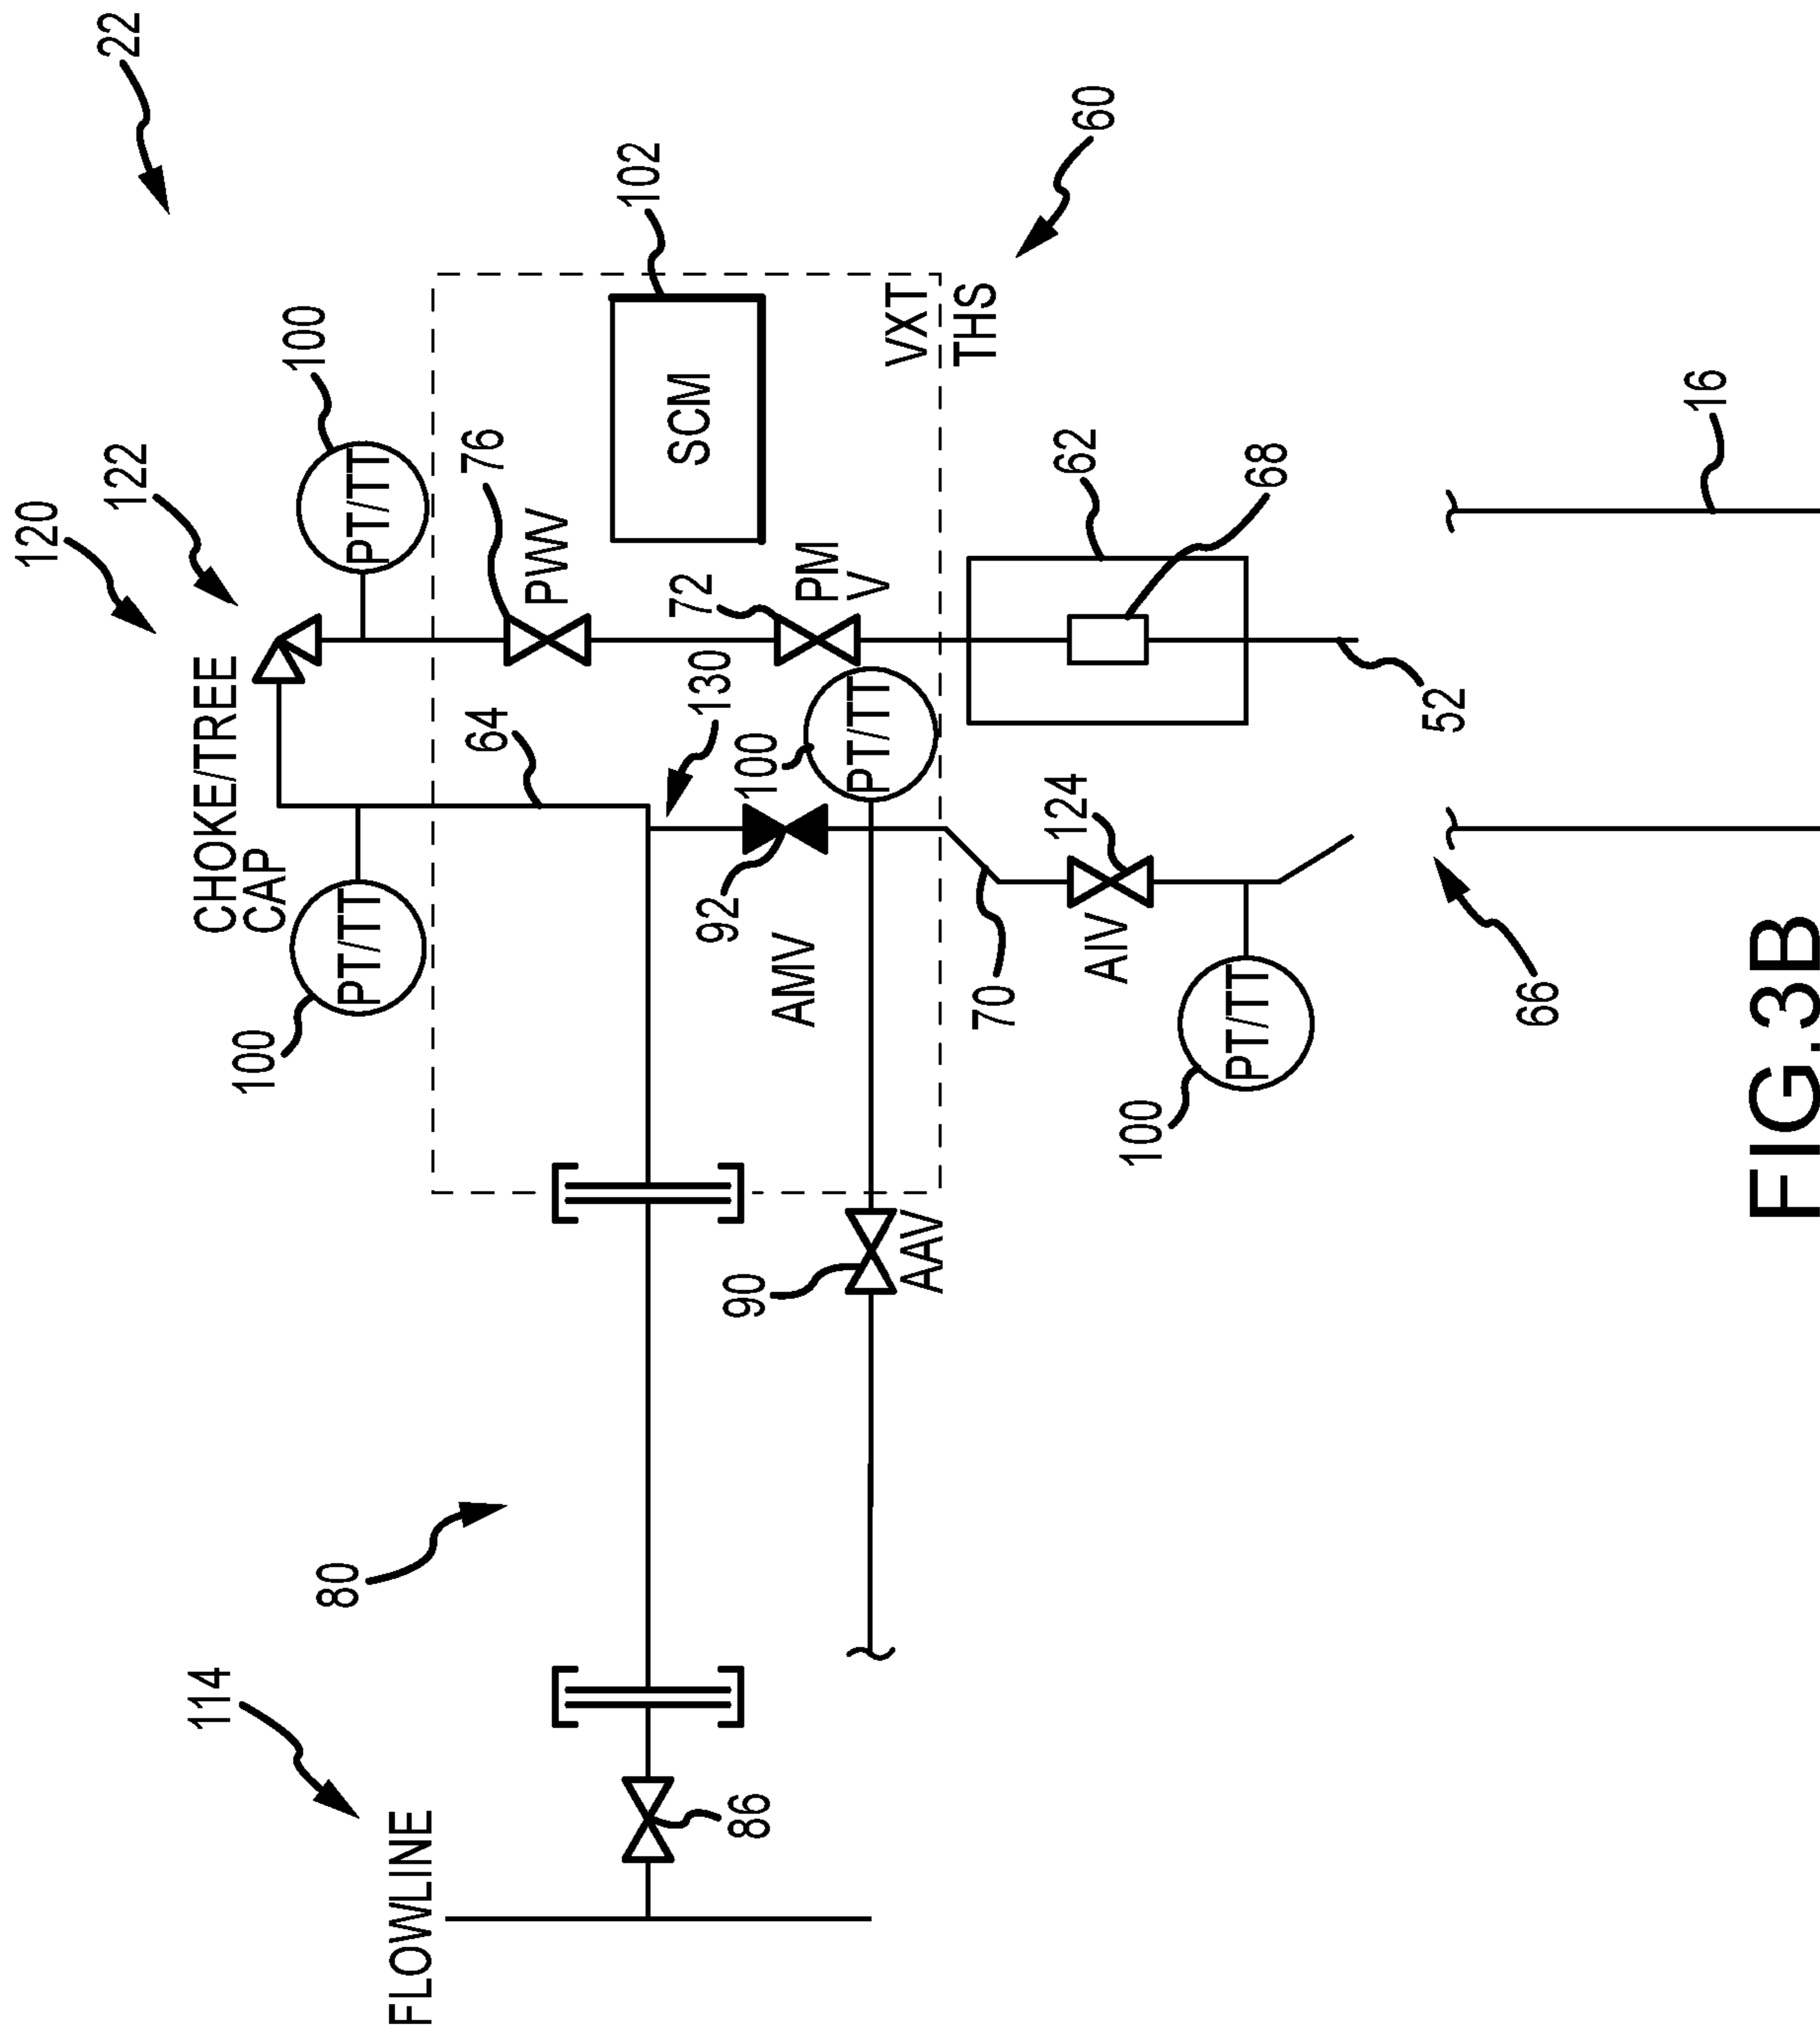 22
120
122
100
CHOKE/TREE
CAP
PT/TT
100
PT/TT
114
FLOWLINE
80
86
76
PWV
64
130
72
PM
V
SCM
102
VXT
THS
60
92
AMV
100
PT/TT
90
AAV
70
124
AIV
100
PT/TT
62
68
52
66
16
FIG.3B